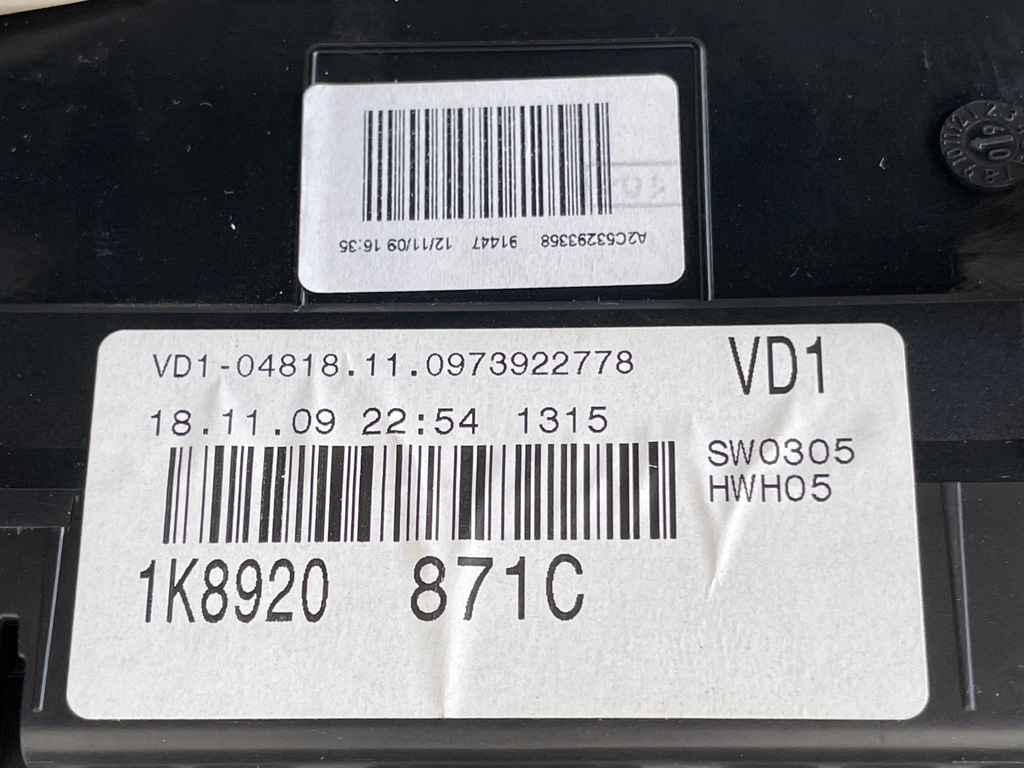 A2C53293358 91447 12/11/09 16:35
VD1-04818.11.0973922778
VD1
18.11.09 22:54 1315
SW0305
HWH05
1K8920 871C